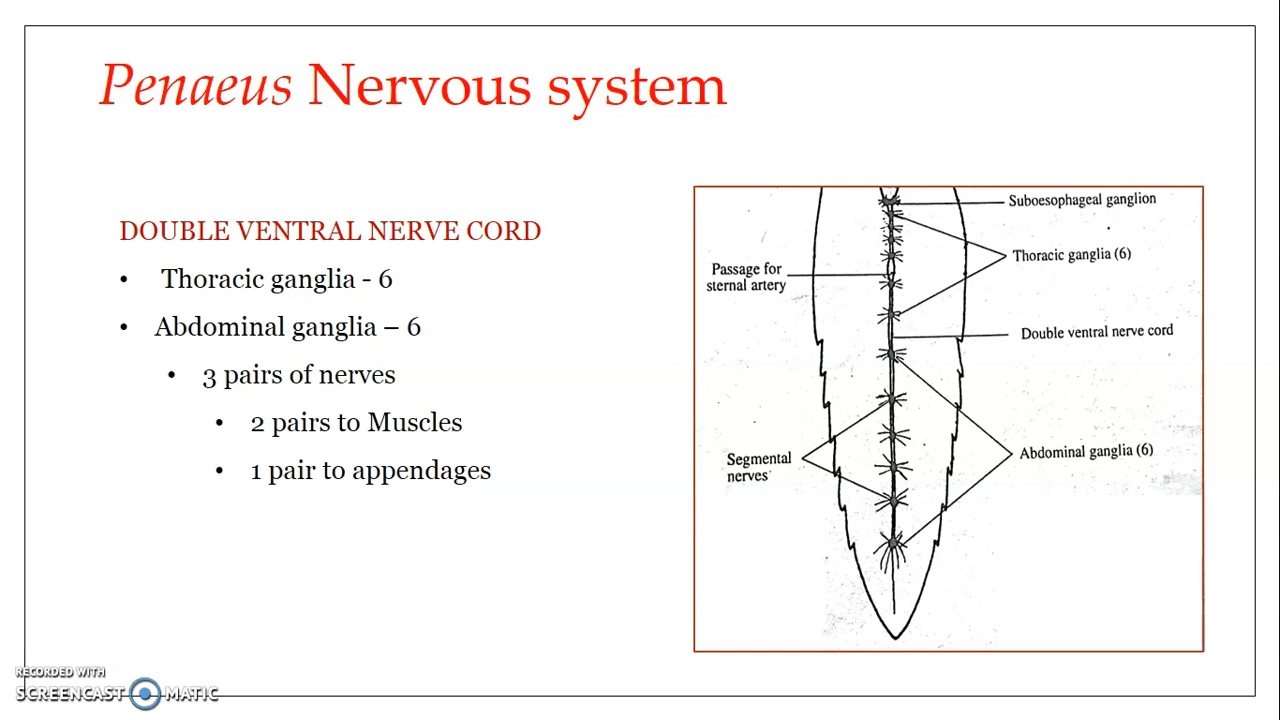 Penaeus Nervous system
DOUBLE VENTRAL NERVE CORD
• Thoracic ganglia - 6
• Abdominal ganglia – 6
• 3 pairs of nerves
• 2 pairs to Muscles
• 1 pair to appendages
Suboesophageal ganglion
Thoracic ganglia (6)
Passage for
sternal artery
Double ventral nerve cord
Abdominal ganglia (6)
Segmental
nerves
RECORDED WITH
SCREENCAST MATIC